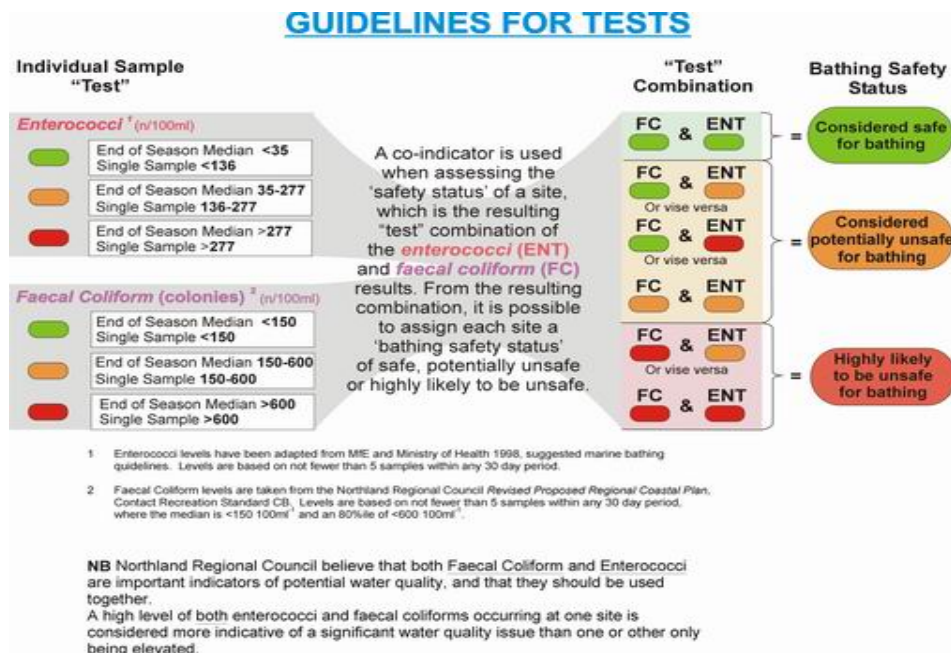 GUIDELINES FOR TESTS
Individual Sample
“Test”
Enterococci 1 (n/100ml)
End of Season Median <35
Single Sample <136
End of Season Median 35-277
Single Sample 136-277
End of Season Median >277
Single Sample >277
Faecal Coliform (colonies) 2 (n/100ml)
End of Season Median <150
Single Sample <150
End of Season Median 150-600
Single Sample 150-600
End of Season Median >600
Single Sample >600
A co-indicator is used
when assessing the
‘safety status’ of a site,
which is the resulting
“test” combination of
the enterococci (ENT)
and faecal coliform (FC)
results. From the resulting
combination, it is possible
to assign each site a
‘bathing safety status’
of safe, potentially unsafe
or highly likely to be unsafe.
“Test”
Combination
FC & ENT
FC & ENT
Or vise versa
FC & ENT
Or vise versa
FC & ENT
FC & ENT
Or vise versa
FC & ENT
Bathing Safety
Status
= Considered safe
for bathing
= Considered
potentially unsafe
for bathing
= Highly likely
to be unsafe
for bathing
1 Enterococci levels have been adapted from MfE and Ministry of Health 1998, suggested marine bathing
guidelines. Levels are based on not fewer than 5 samples within any 30 day period.
2 Faecal Coliform levels are taken from the Northland Regional Council Revised Proposed Regional Coastal Plan,
Contact Recreation Standard CB. Levels are based on not fewer than 5 samples within any 30 day period,
where the median is <150 100ml-1 and an 80%ile of <600 100ml-1.
NB Northland Regional Council believe that both Faecal Coliform and Enterococci
are important indicators of potential water quality, and that they should be used
together.
A high level of both enterococci and faecal coliforms occurring at one site is
considered more indicative of a significant water quality issue than one or other only
being elevated.